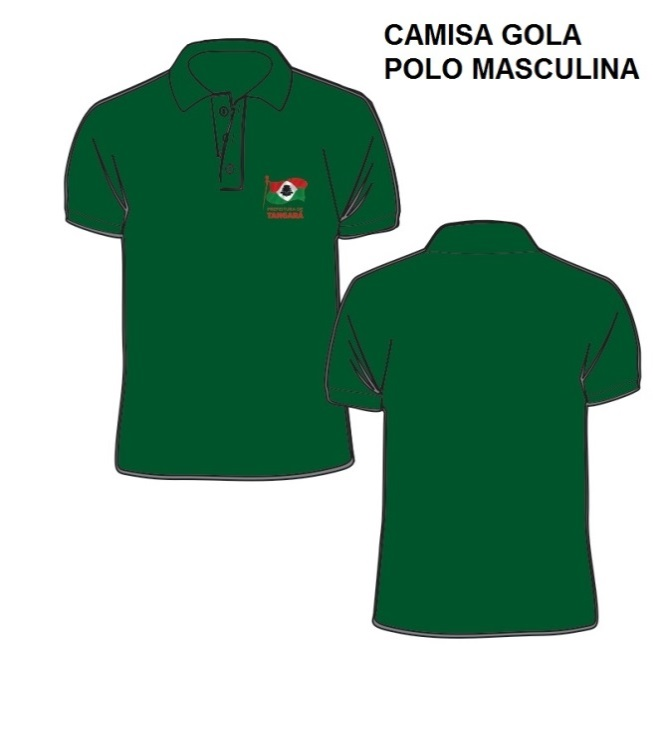 CAMISA GOLA
POLO MASCULINA
PREFEITURA DE
TANGARÁ